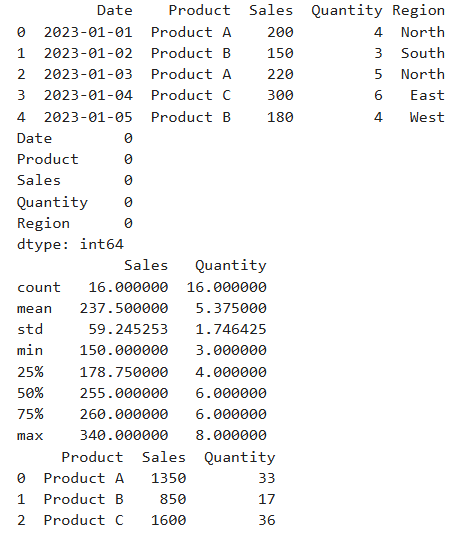 Date    Product  Sales  Quantity Region
0 2023-01-01  Product A    200         4  North
1 2023-01-02  Product B    150         3  South
2 2023-01-03  Product A    220         5  North
3 2023-01-04  Product C    300         6   East
4 2023-01-05  Product B    180         4   West
Date        0
Product     0
Sales       0
Quantity    0
Region      0
dtype: int64
            Sales   Quantity
count   16.000000  16.000000
mean   237.500000   5.375000
std     59.245253   1.746425
min    150.000000   3.000000
25%    178.750000   4.000000
50%    255.000000   6.000000
75%    260.000000   6.000000
max    340.000000   8.000000
     Product  Sales  Quantity
0  Product A   1350        33
1  Product B    850        17
2  Product C   1600        36